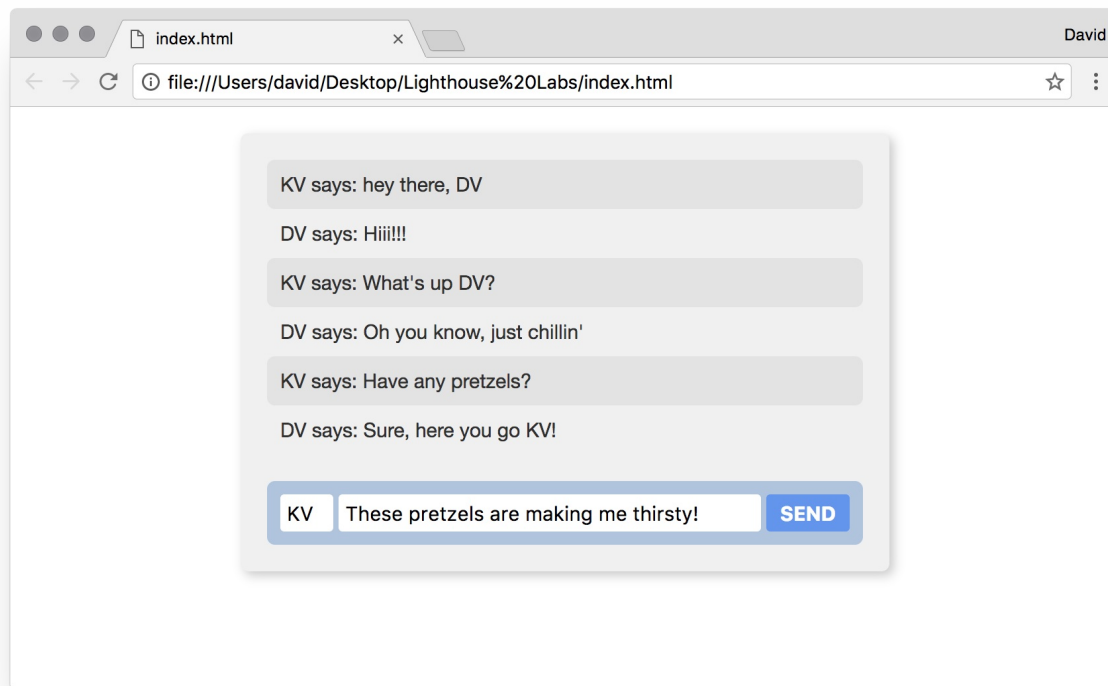 index.html
David
file:///Users/david/Desktop/Lighthouse%20Labs/index.html
KV says: hey there, DV
DV says: Hiii!!!
KV says: What's up DV?
DV says: Oh you know, just chillin'
KV says: Have any pretzels?
DV says: Sure, here you go KV!
KV These pretzels are making me thirsty! SEND